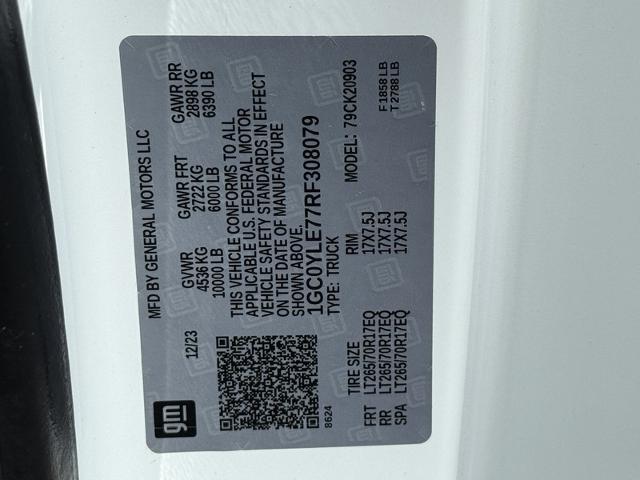 MFD BY GENERAL MOTORS LLC
12/23 GVWR GAWR FRT GAWR RR
4536 KG 2722 KG 2898 KG
10000 LB 6000 LB 6390 LB
THIS VEHICLE CONFORMS TO ALL
APPLICABLE U.S. FEDERAL MOTOR
VEHICLE SAFETY STANDARDS IN EFFECT
ON THE DATE OF MANUFACTURE
SHOWN ABOVE.
1GC0YLE77RF308079
TYPE: TRUCK MODEL: 79CK20903
gm
8624
TIRE SIZE RIM
FRT LT265/70R17EQ 17X7.5J F1858 LB
RR LT265/70R17EQ 17X7.5J T2788 LB
SPA LT265/70R17EQ 17X7.5J